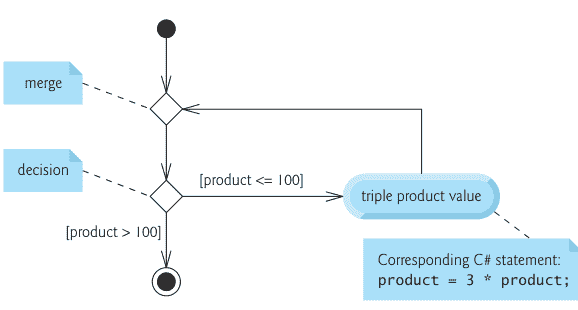 merge
decision
[product <= 100]
triple product value
[product > 100]
Corresponding C# statement:
product = 3 * product;